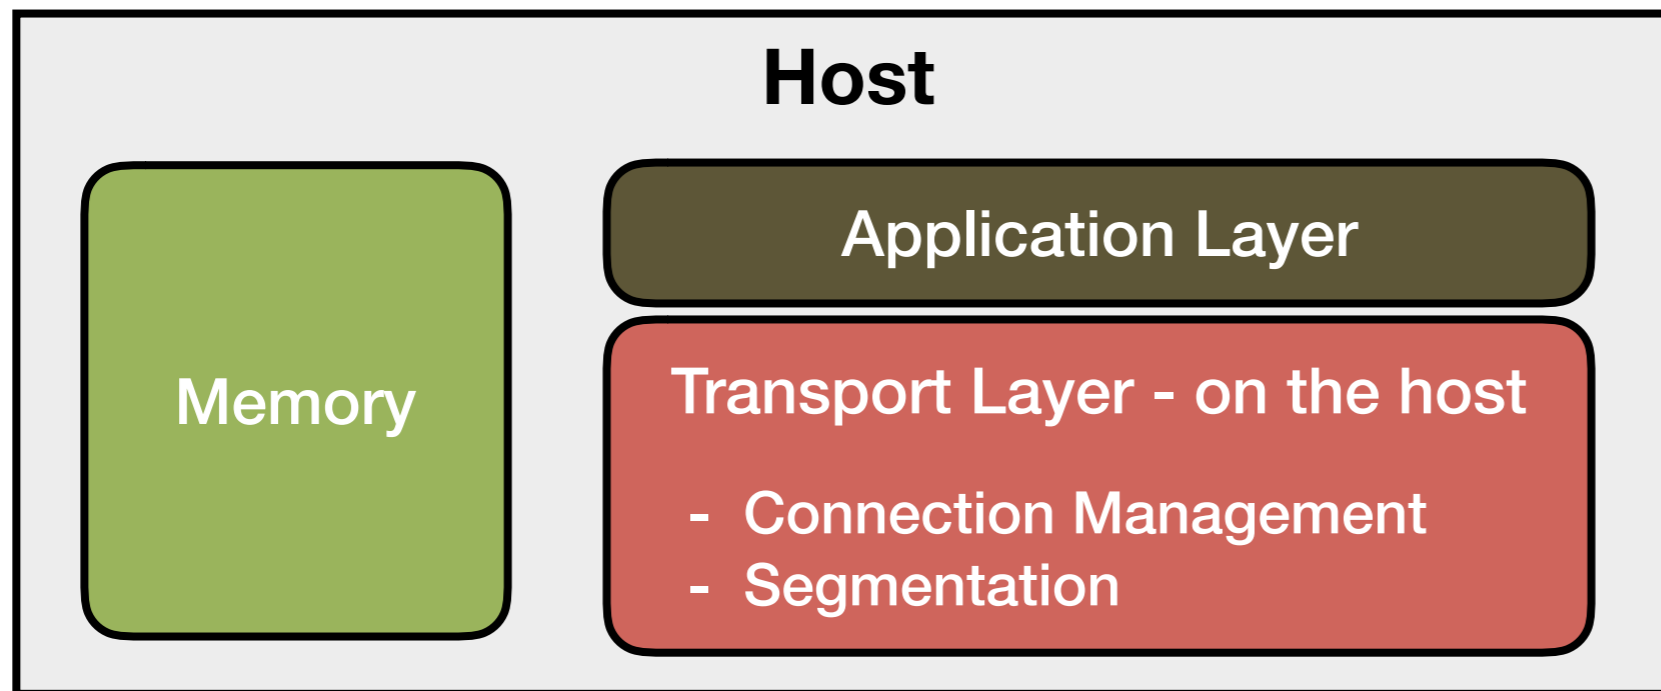 Host
Memory
Application Layer
Transport Layer - on the host
- Connection Management
- Segmentation